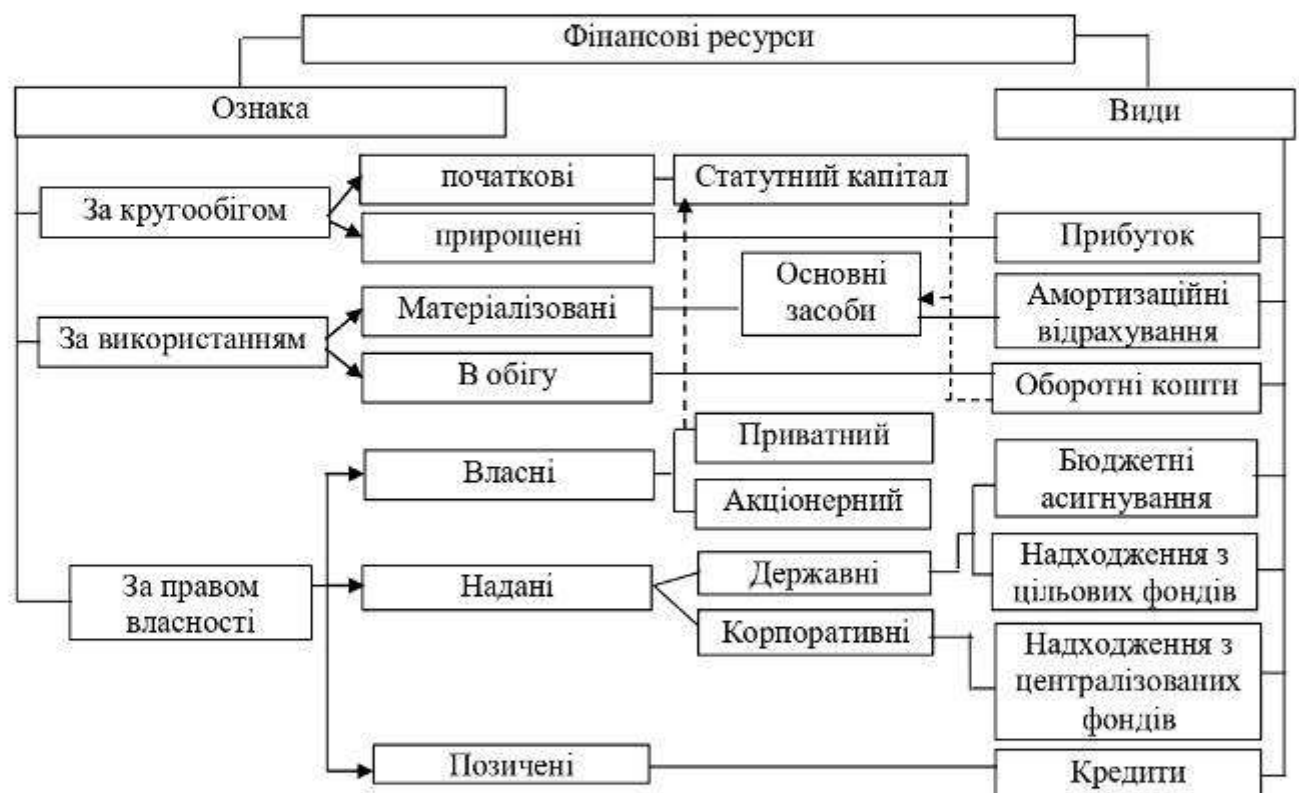 Фінансові ресурси
Ознака
Види
початкові
Статутний капітал
За кругообігом
прирощені
Прибуток
Основні
засоби
Матеріалізовані
Амортизаційні
відрахування
За використанням
В обігу
Оборотні кошти
Приватний
Власні
Бюджетні
асигнування
Акціонерний
Державні
Надходження з
цільових фондів
За правом
власності
Надані
Корпоративні
Надходження з
централізованих
фондів
Позичені
Кредити